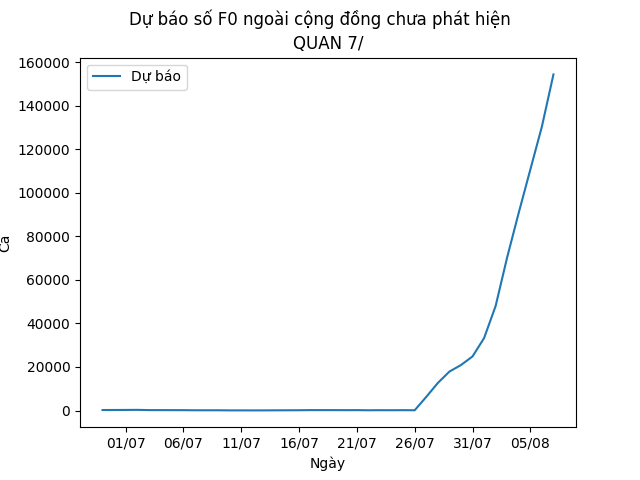 Dự báo số F0 ngoài cộng đồng chưa phát hiện
QUAN 7/
160000
140000
120000
100000
80000
60000
40000
20000
0
Ca
Dự báo
01/07 06/07 11/07 16/07 21/07 26/07 31/07 05/08
Ngày